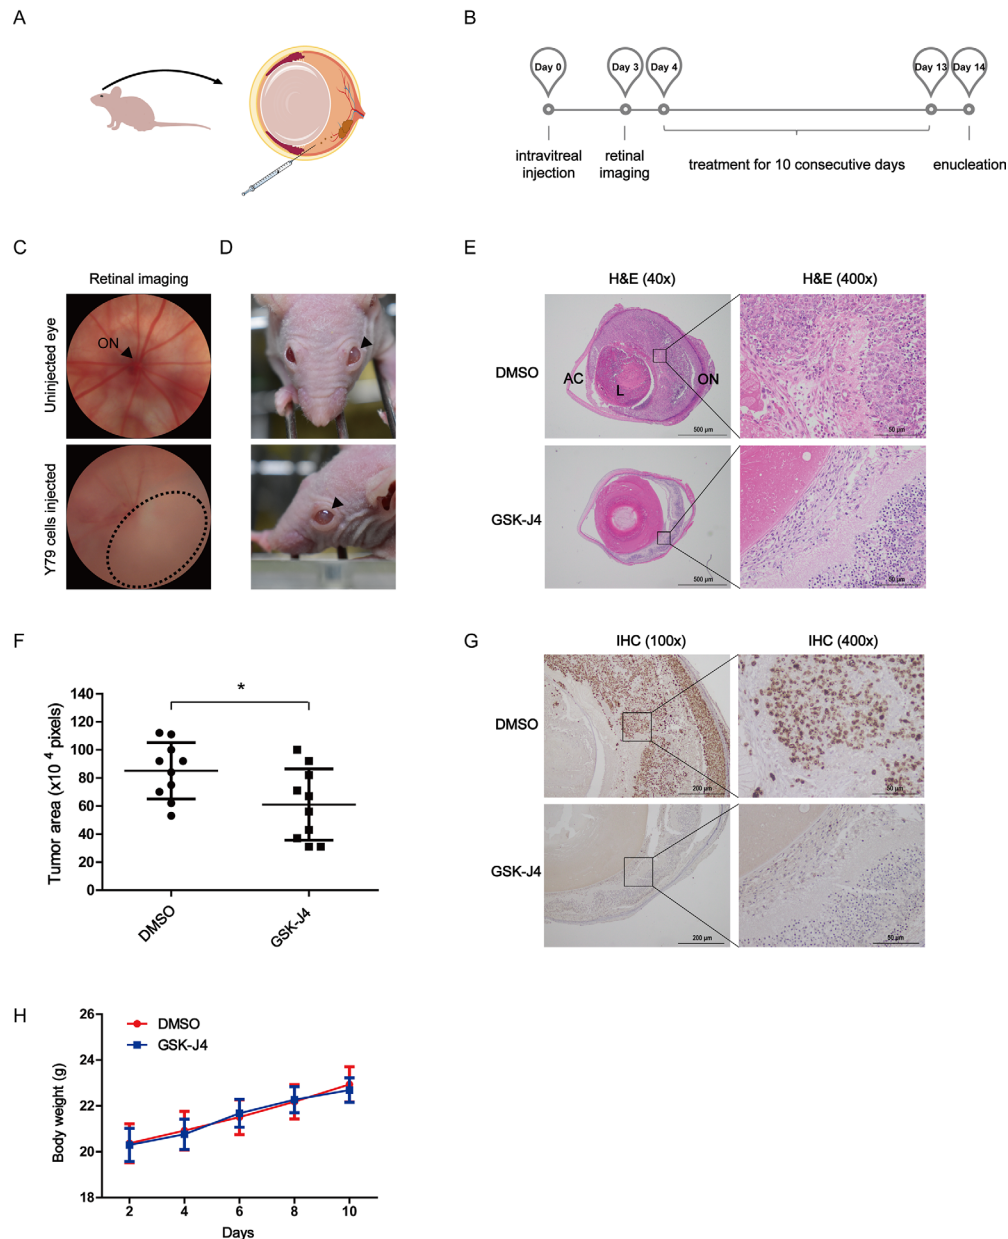 A
B
Day 0
Day 3
Day 4
Day 13
Day 14
intravitreal
injection
retinal
imaging
treatment for 10 consecutive days
enucleation
C
D
E
Retinal imaging
Uninjected eye
ON
Y79 cells injected
H&E (40x)
H&E (400x)
DMSO
AC
L
ON
500 µm
50 µm
GSK-J4
500 µm
50 µm
F
*
Tumor area (x10 4 pixels)
140
120
100
80
60
40
20
0
DMSO
GSK-J4
G
IHC (100x)
IHC (400x)
DMSO
200 µm
50 µm
GSK-J4
200 µm
50 µm
H
DMSO
GSK-J4
Body weight (g)
26
24
22
20
18
2
4
6
8
10
Days